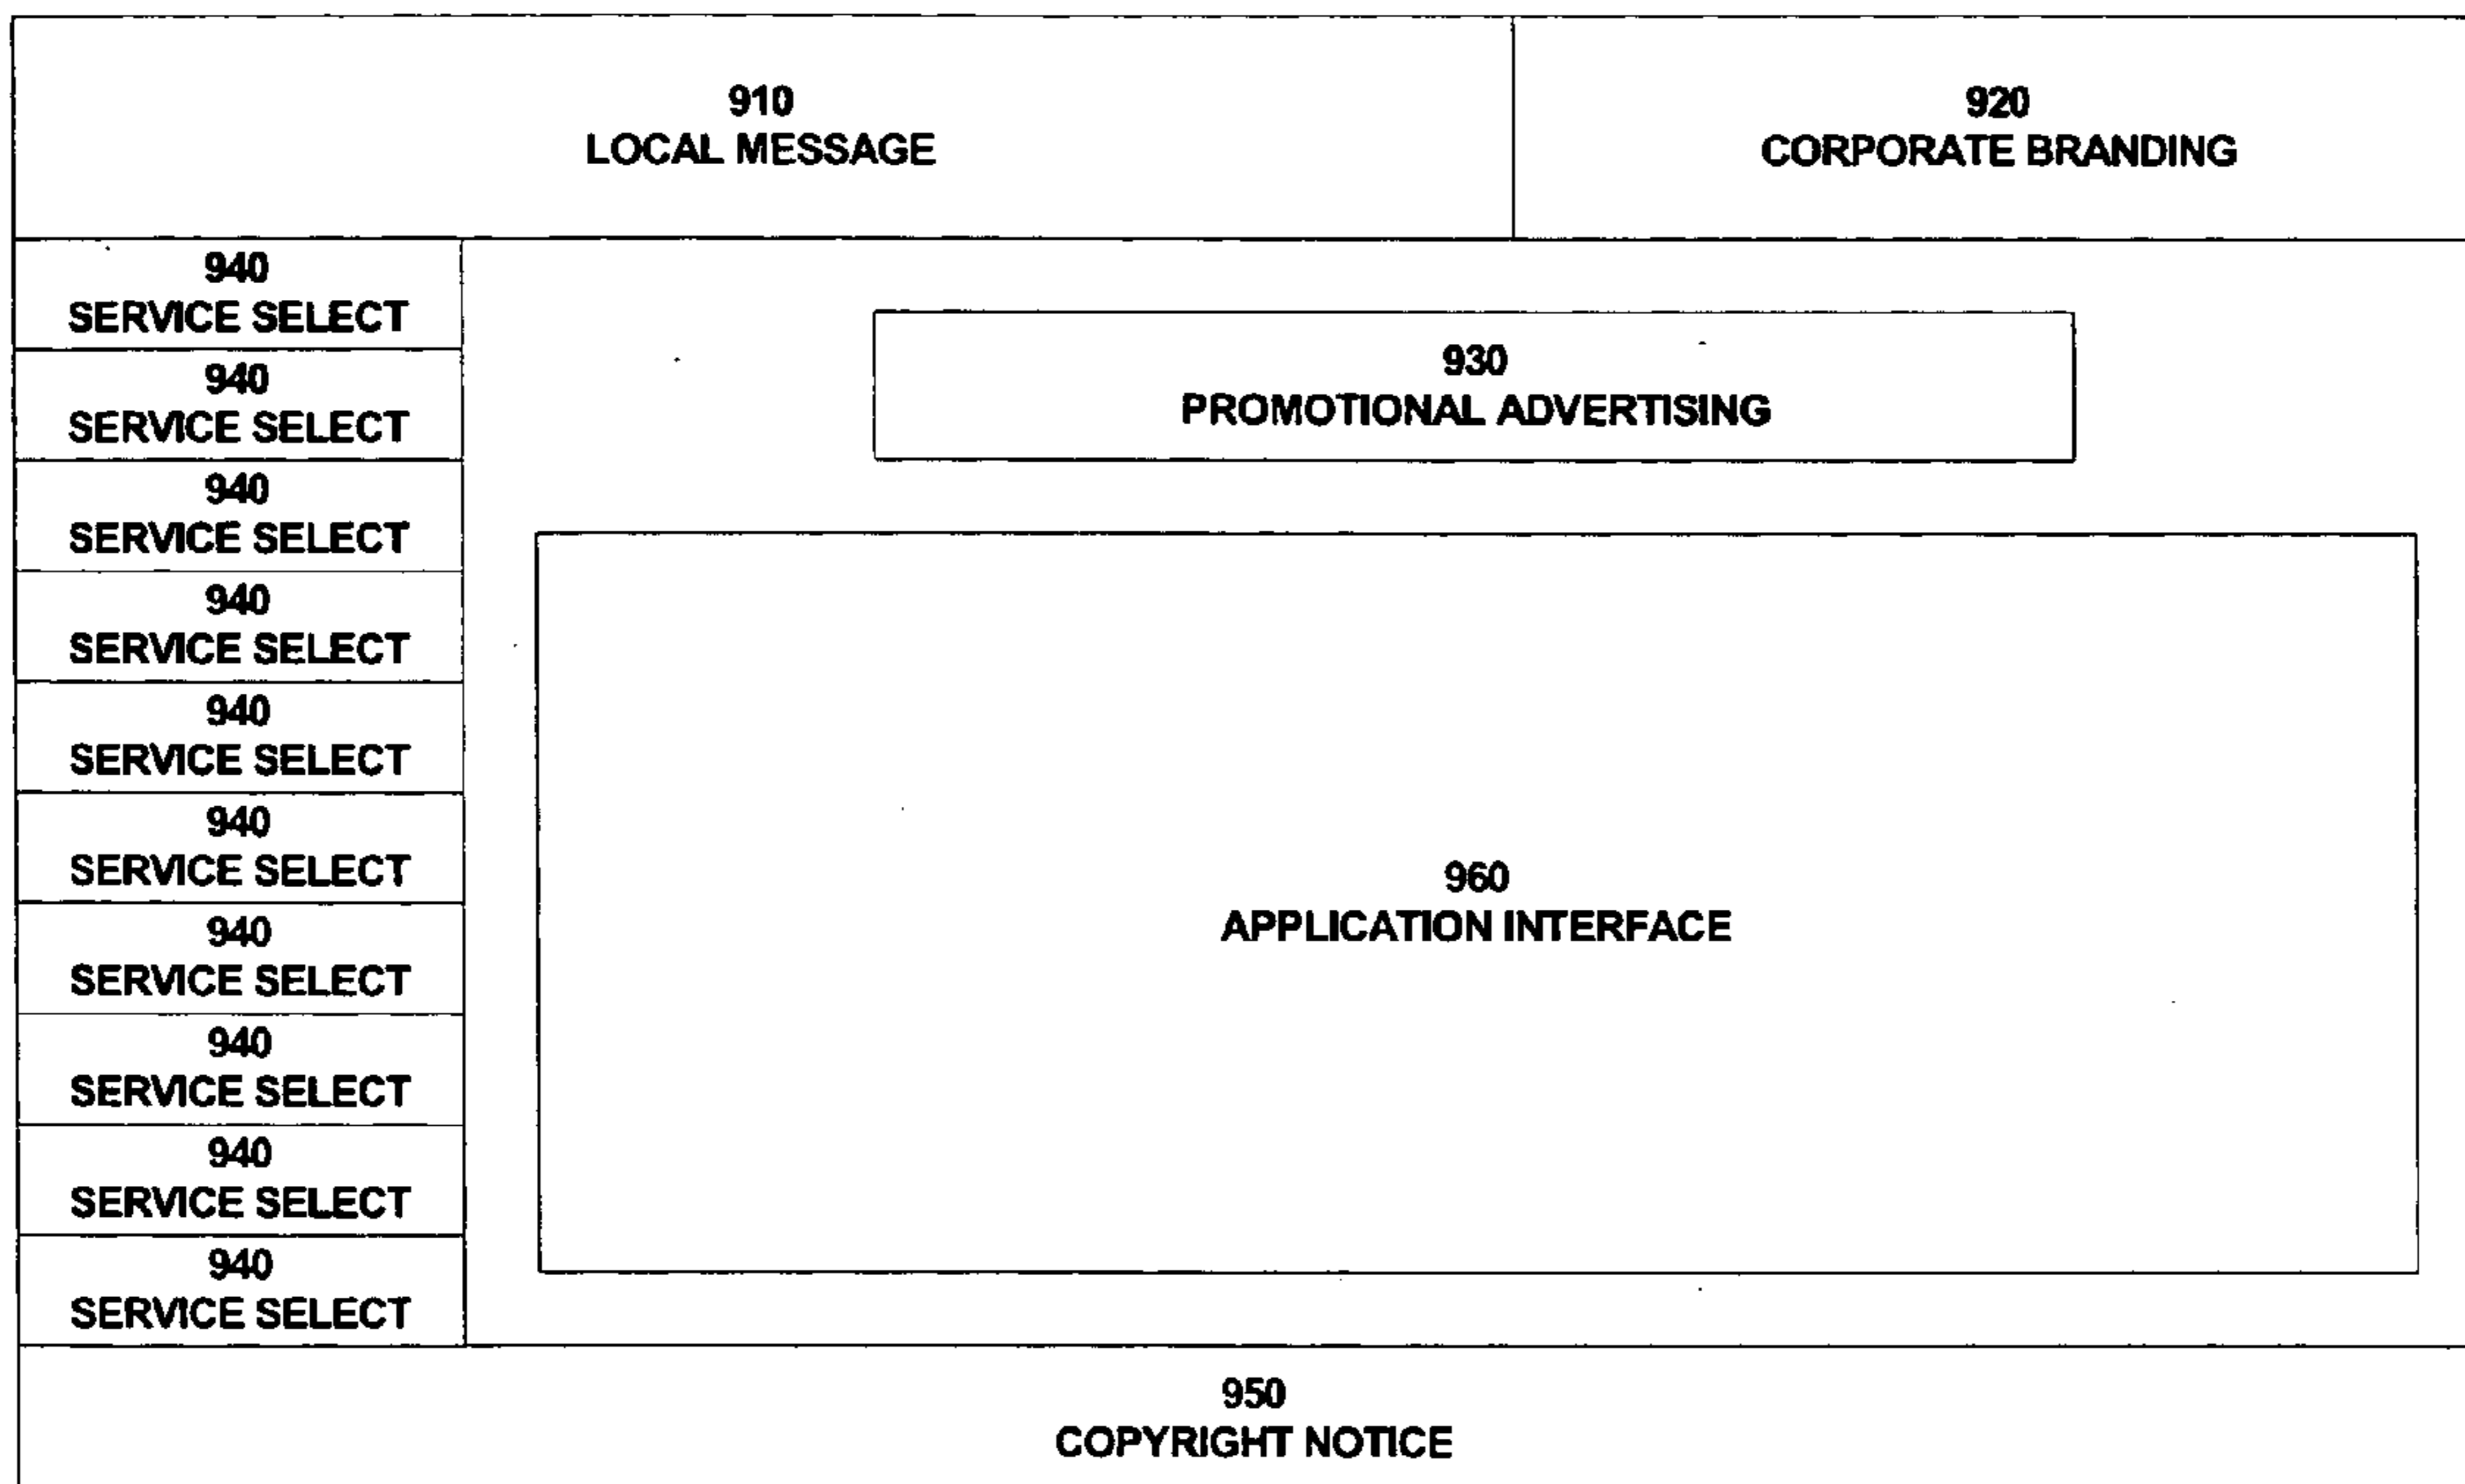 910
LOCAL MESSAGE
920
CORPORATE BRANDING
940
SERVICE SELECT
940
SERVICE SELECT
940
SERVICE SELECT
940
SERVICE SELECT
940
SERVICE SELECT
940
SERVICE SELECT
940
SERVICE SELECT
940
SERVICE SELECT
940
SERVICE SELECT
940
SERVICE SELECT
930
PROMOTIONAL ADVERTISING
960
APPLICATION INTERFACE
950
COPYRIGHT NOTICE